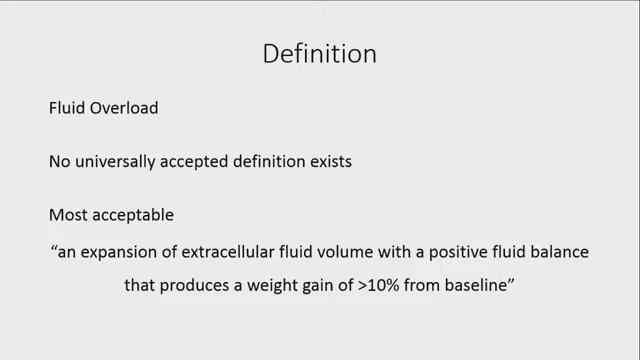 Definition
Fluid Overload
No universally accepted definition exists
Most acceptable
“an expansion of extracellular fluid volume with a positive fluid balance
that produces a weight gain of >10% from baseline”